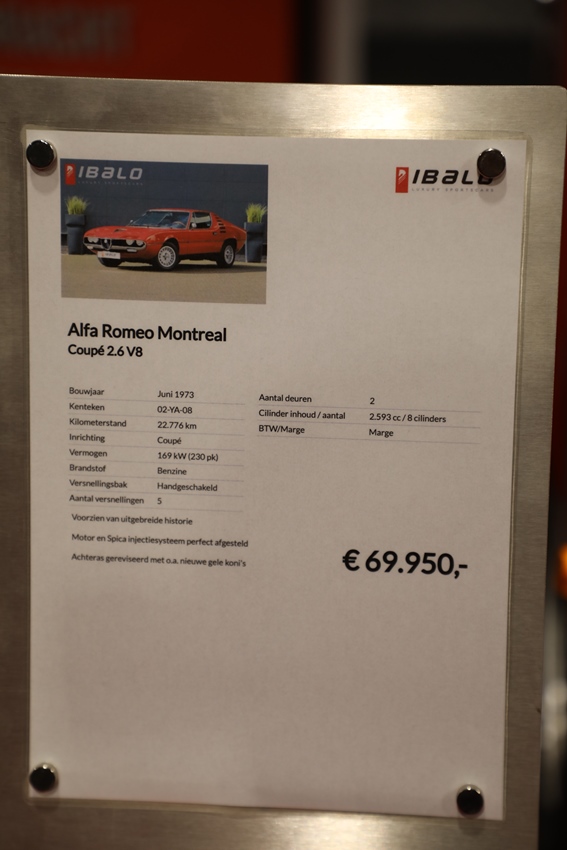 IBALO
IBALO
LUXURY SPORTSCARS
Alfa Romeo Montreal
Coupé 2.6 V8
Bouwjaar Juni 1973
Kenteken 02-YA-08
Kilometerstand 22.776 km
Inrichting Coupé
Vermogen 169 kW (230 pk)
Brandstof Benzine
Versnellingsbak Handgeschakeld
Aantal versnellingen 5
Aantal deuren 2
Cilinder inhoud / aantal 2.593 cc / 8 cilinders
BTW/Marge Marge
Voorzien van uitgebreide historie
Motor en Spica injectiesysteem perfect afgesteld
Achteras gereviseerd met o.a. nieuwe gele koni's
€ 69.950,-